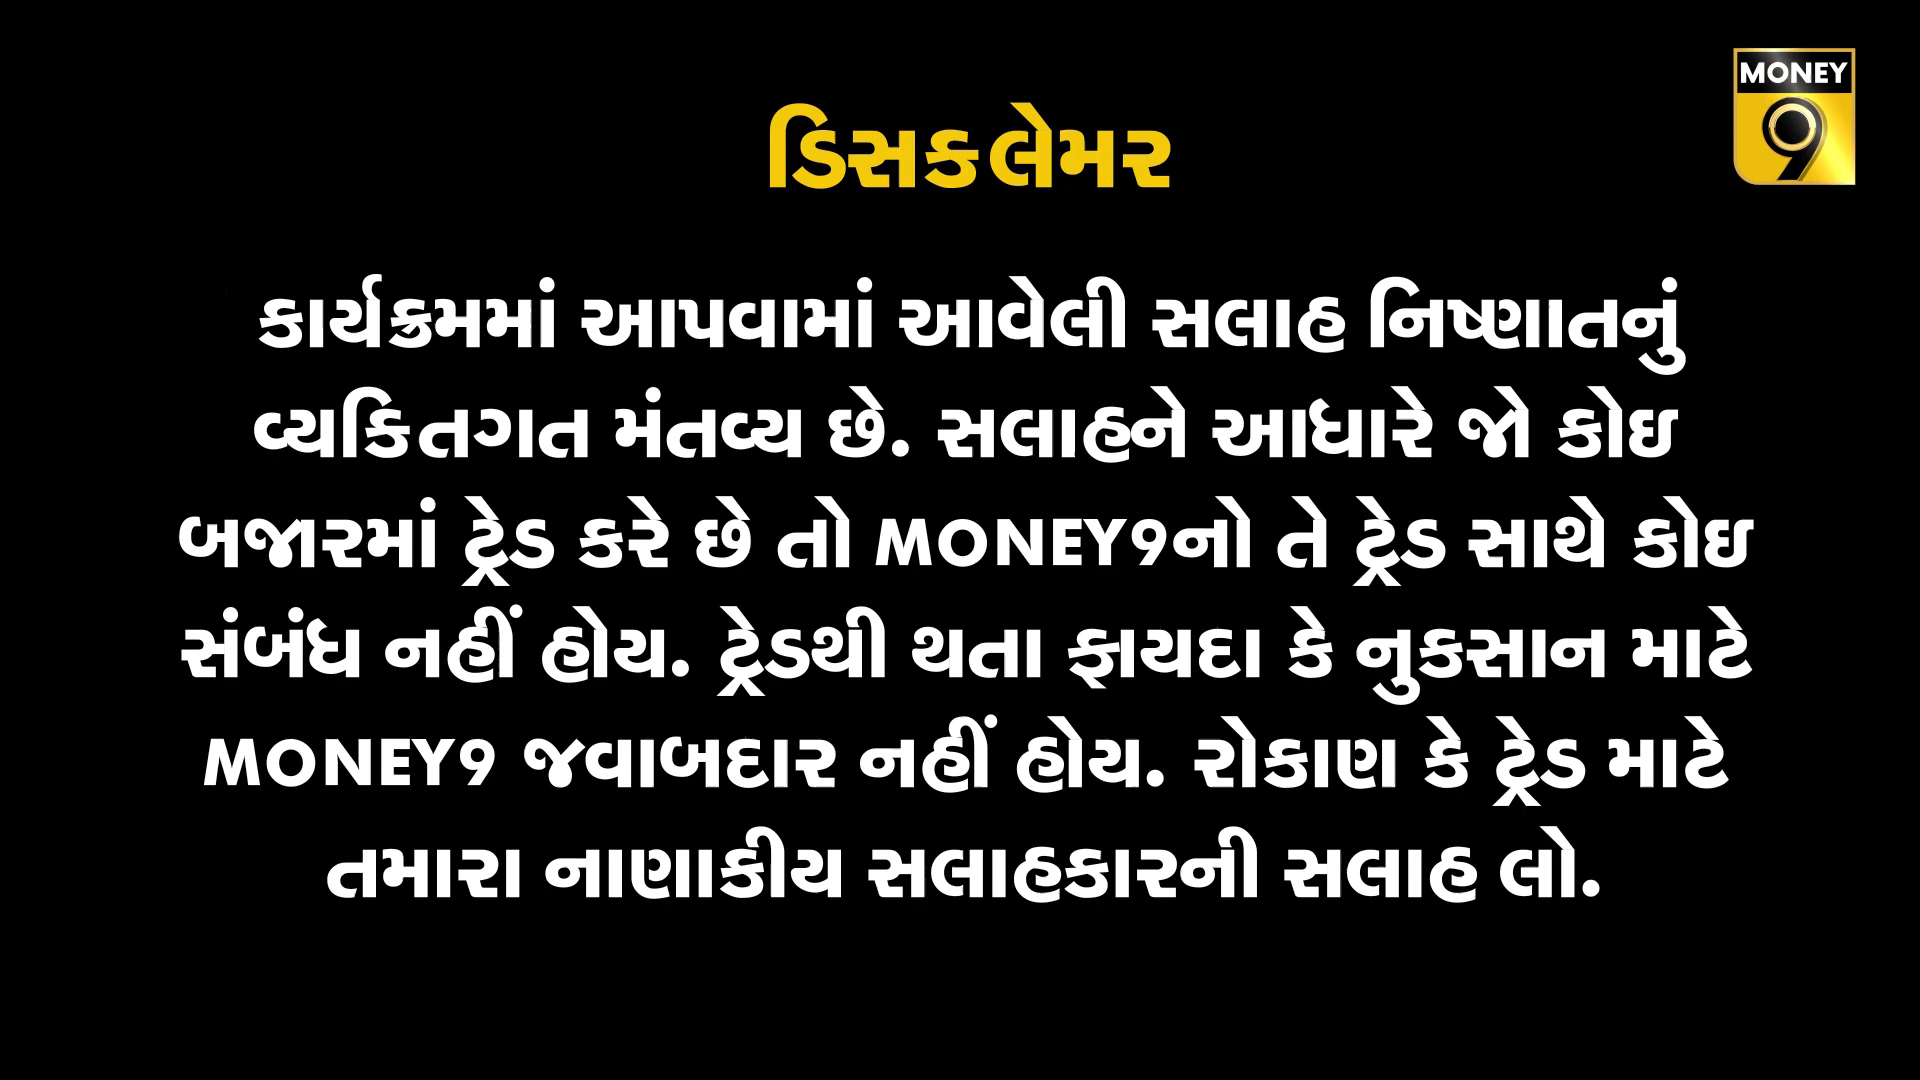 MONEY
9
ડિસકલેમર
કાર્યક્રમમાં આપવામાં આવેલી સલાહ નિષ્ણાતનું
વ્યકિતગત મંતવ્ય છે. સલાહને આધારે જો કોઇ
બજારમાં ટ્રેડ કરે છે તો MONEY9નો તે ટ્રેડ સાથે કોઇ
સંબંધ નહીં હોય. ટ્રેડથી થતા ફાયદા કે નુકસાન માટે
MONEY9 જવાબદાર નહીં હોય. રોકાણ કે ટ્રેડ માટે
તમારા નાણાકીય સલાહકારની સલાહ લો.